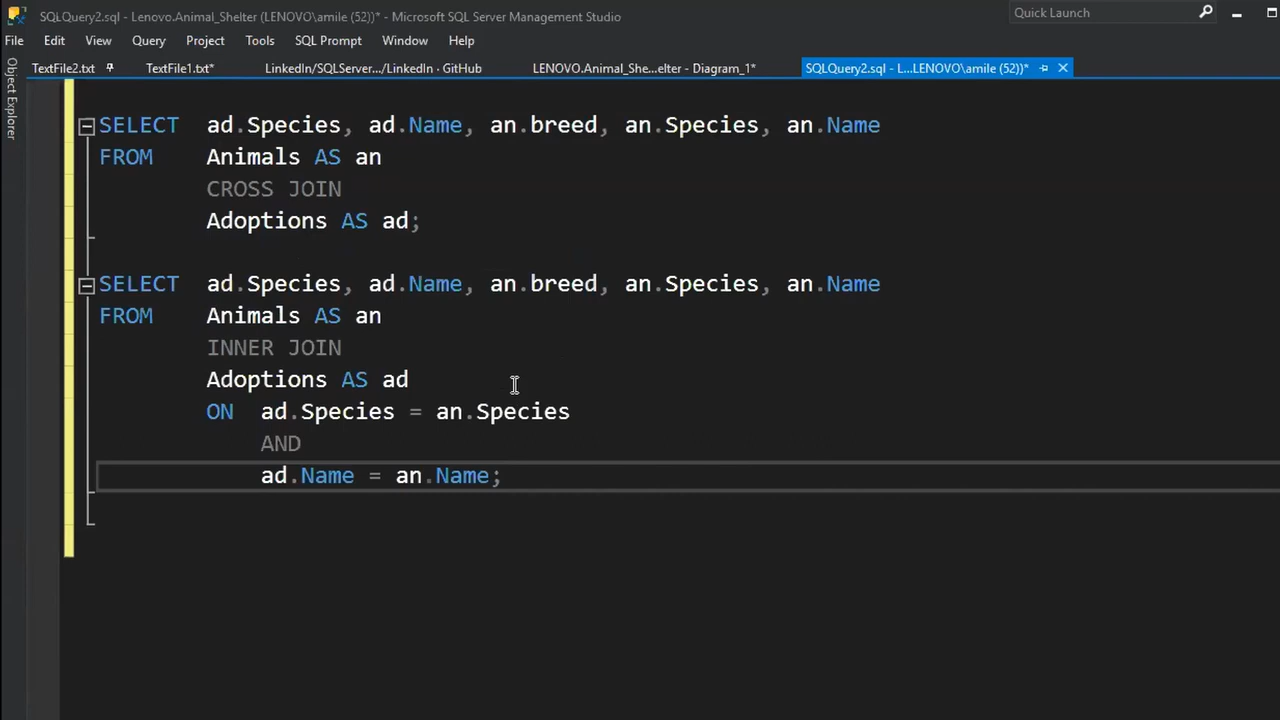 SQLQuery2.sql - Lenovo.Animal_Shelter (LENOVO\amile (52))* - Microsoft SQL Server Management Studio
Quick Launch
File Edit View Query Project Tools SQL Prompt Window Help
TextFile2.txt TextFile1.txt* LinkedIn/SQLServer.../LinkedIn · GitHub LENOVO.Animal_She...elter - Diagram_1* SQLQuery2.sql - L...LENOVO\amile (52))*
Object Explorer
SELECT ad.Species, ad.Name, an.breed, an.Species, an.Name
FROM Animals AS an
CROSS JOIN
Adoptions AS ad;
SELECT ad.Species, ad.Name, an.breed, an.Species, an.Name
FROM Animals AS an
INNER JOIN
Adoptions AS ad
ON ad.Species = an.Species
AND
ad.Name = an.Name;